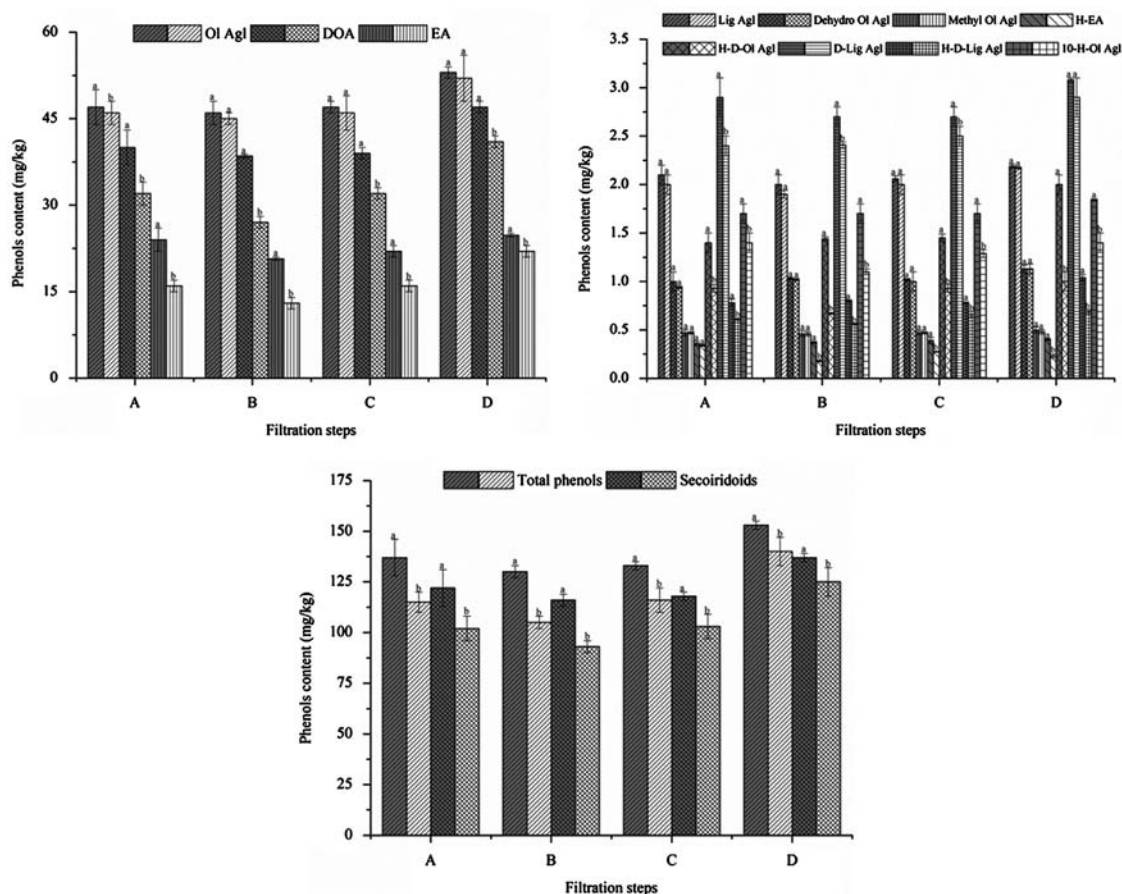 Ol Agl DOA EA
Phenols content (mg/kg)
60
45
30
15
0
a b a b a b
a a a b a b
a a a b a b
a a a b a b
A B C D
Filtration steps
Lig Agl Dehydro Ol Agl Methyl Ol Agl H-EA
H-D-Ol Agl D-Lig Agl H-D-Lig Agl 10-H-Ol Agl
Phenols content (mg/kg)
3.5
3.0
2.5
2.0
1.5
1.0
0.5
0.0
A B C D
Filtration steps
Total phenols Secoiridoids
Phenols content (mg/kg)
175
150
125
100
75
50
25
0
a b a b
a b a b
a b a b
a b a b
A B C D
Filtration steps